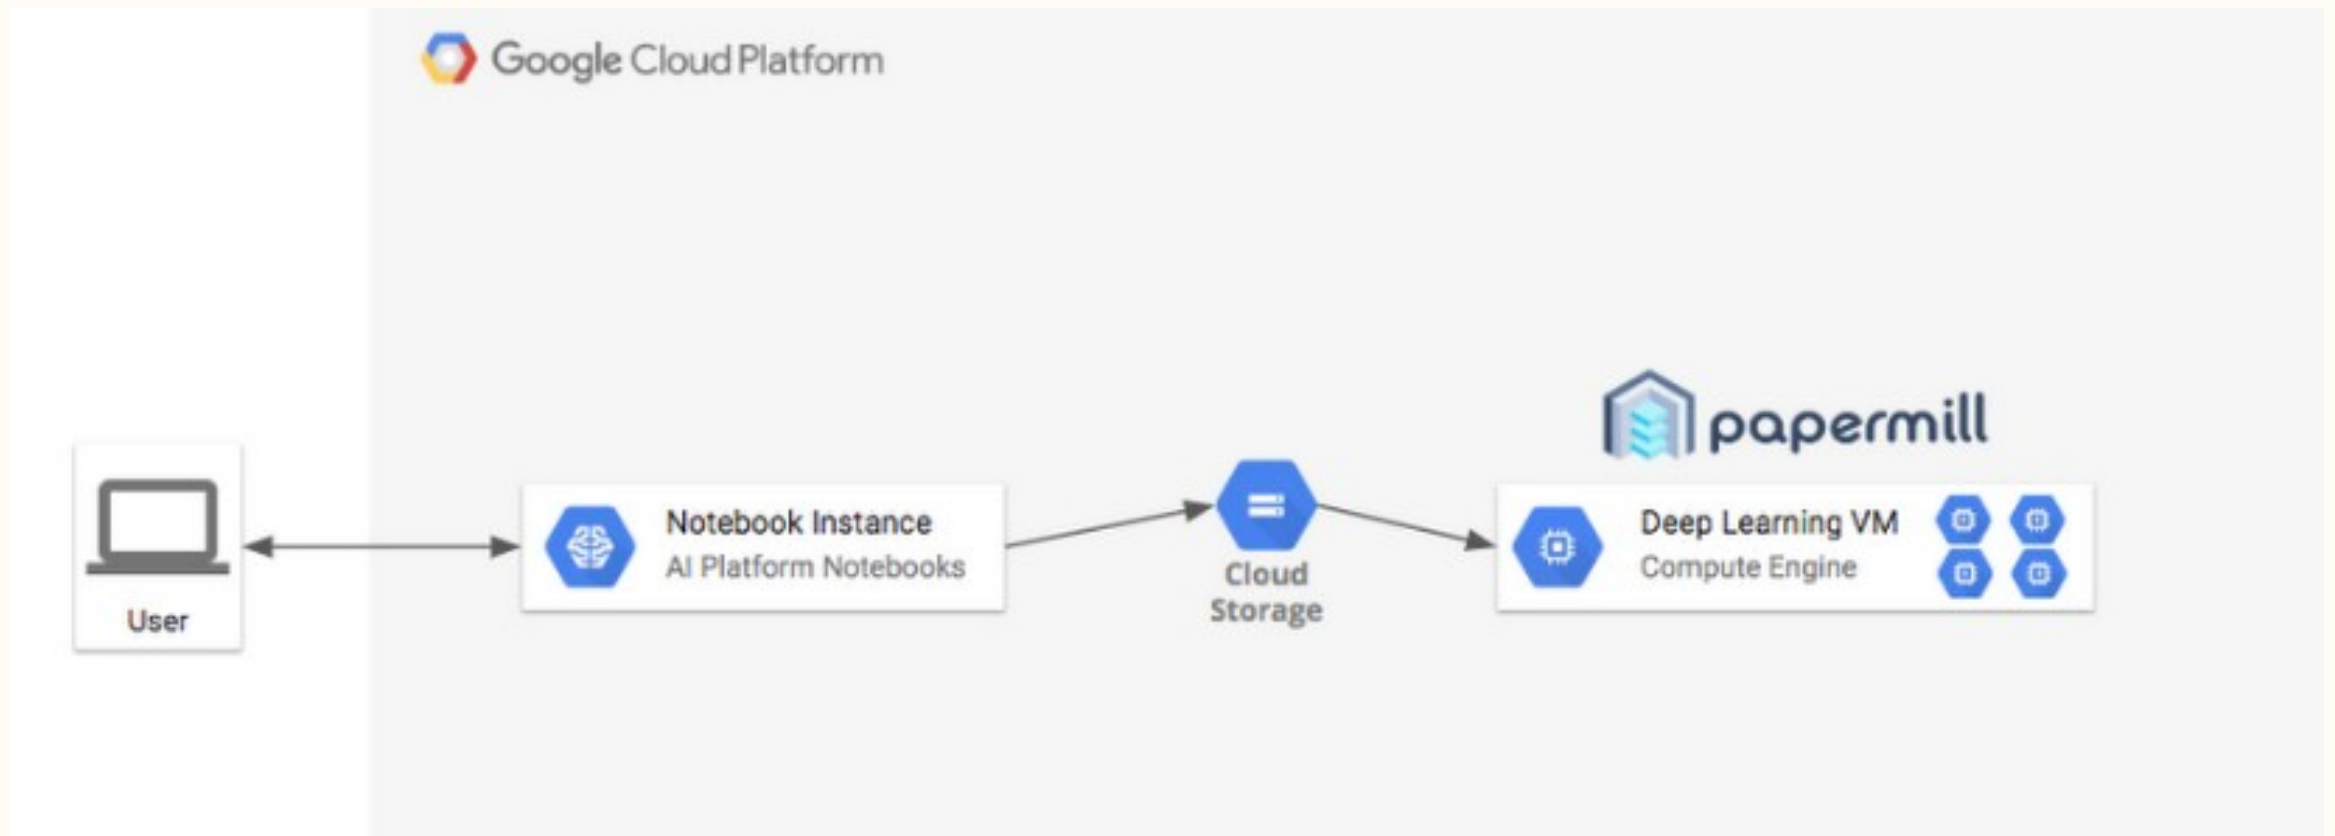 Google Cloud Platform
papermill
User
Notebook Instance
AI Platform Notebooks
Cloud
Storage
Deep Learning VM
Compute Engine